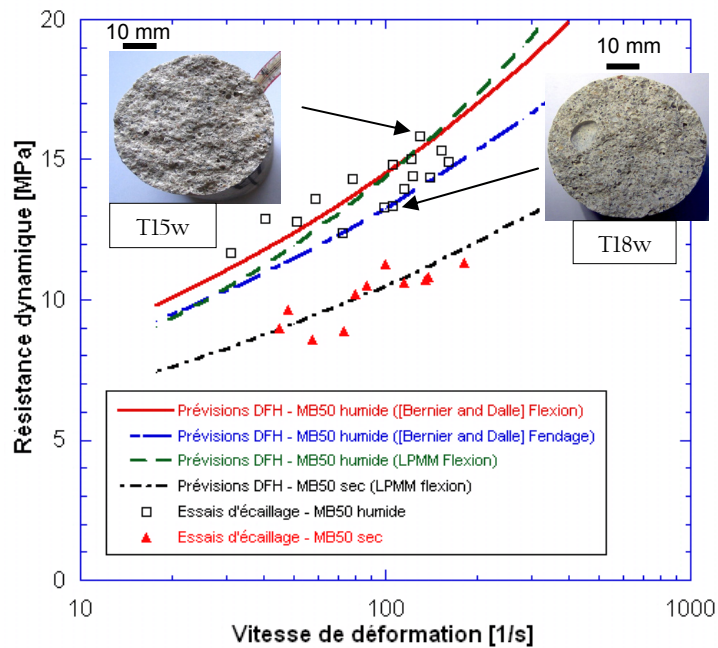 20
15
10
5
0
Résistance dynamique [MPa]
10 mm
10 mm
T15w
T18w
Prévisions DFH - MB50 humide ([Bernier and Dalle] Flexion)
Prévisions DFH - MB50 humide ([Bernier and Dalle] Fendage)
Prévisions DFH - MB50 humide (LPMM Flexion)
Prévisions DFH - MB50 sec (LPMM flexion)
Essais d'écaillage - MB50 humide
Essais d'écaillage - MB50 sec
10
100
1000
Vitesse de déformation [1/s]